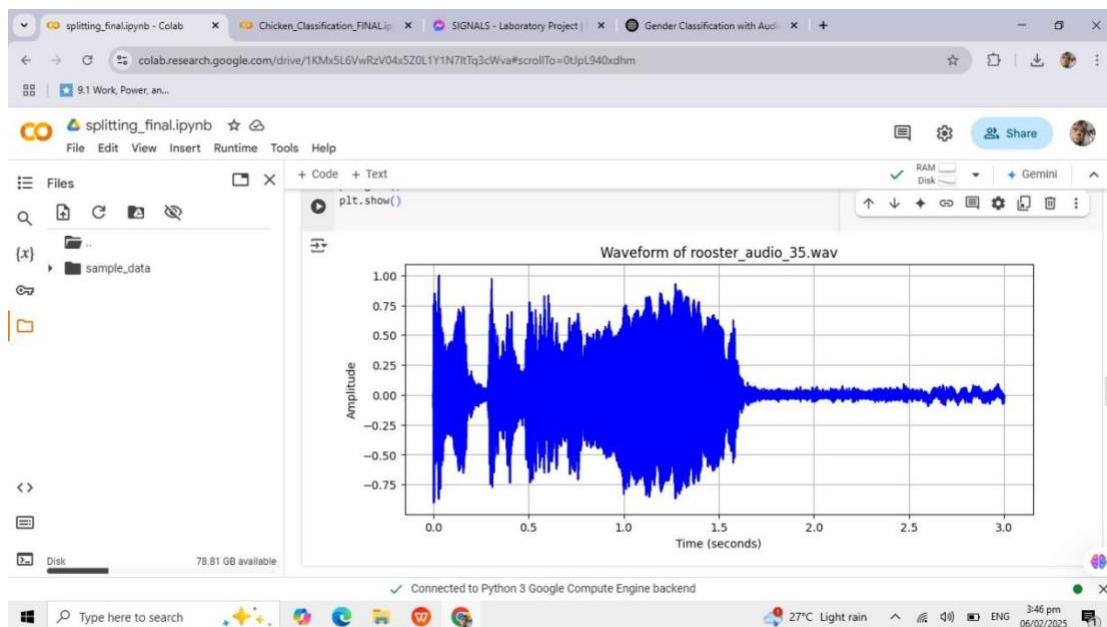 splitting_final.ipynb - Colab
Chicken_Classification_FINAL.ip
SIGNALS - Laboratory Project |
Gender Classification with Audi
colab.research.google.com/drive/1KMx5L6VwRzV04x5Z0L1Y1N7ItTq3cWva#scrollTo=0tJpL940xdhm
9.1 Work, Power, an...
CO
splitting_final.ipynb
Share
File Edit View Insert Runtime Tools Help
Files
+ Code + Text
RAM
Disk
Gemini
plt.show()
..
{x}
sample_data
Waveform of rooster_audio_35.wav
1.00
0.75
0.50
0.25
0.00
−0.25
−0.50
−0.75
Amplitude
0.0 0.5 1.0 1.5 2.0 2.5 3.0
Time (seconds)
Disk 78.81 GB available
Connected to Python 3 Google Compute Engine backend
Type here to search
27°C Light rain
ENG
3:46 pm
06/02/2025